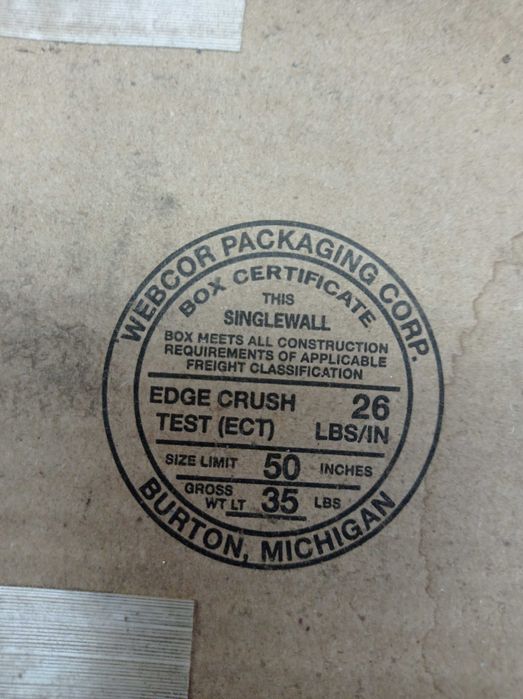 WEBCOR PACKAGING CORP.
BOX CERTIFICATE
THIS
SINGLEWALL
BOX MEETS ALL CONSTRUCTION
REQUIREMENTS OF APPLICABLE
FREIGHT CLASSIFICATION
EDGE CRUSH 26
TEST (ECT) LBS/IN
SIZE LIMIT 50 INCHES
GROSS
WT LT 35 LBS
BURTON, MICHIGAN